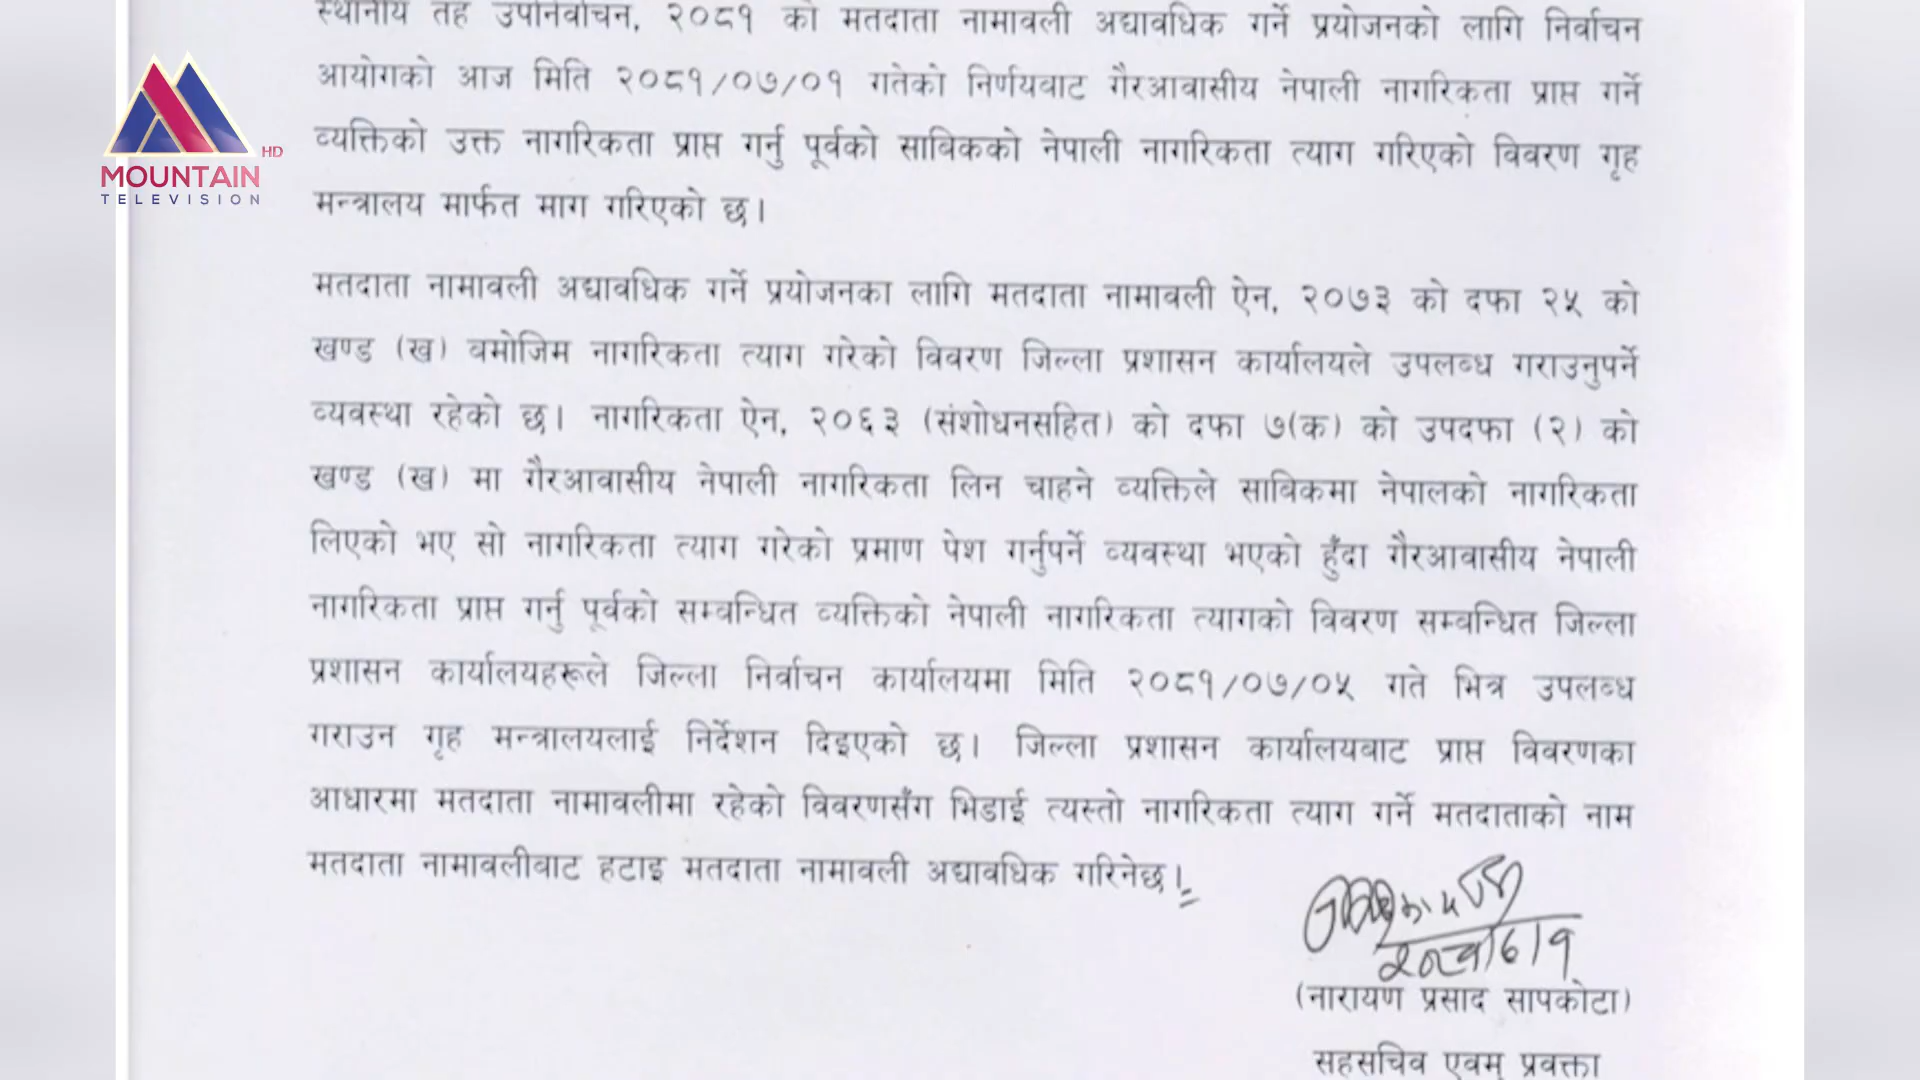 स्थानीय तह उपनिर्वाचन, २०८१ को मतदाता नामावली अद्यावधिक गर्ने प्रयोजनको लागि निर्वाचन
आयोगको आज मिति २०८१/०७/०१ गतेको निर्णयबाट गैरआवासीय नेपाली नागरिकता प्राप्त गर्ने
व्यक्तिको उक्त नागरिकता प्राप्त गर्नु पूर्वको साविकको नेपाली नागरिकता त्याग गरिएको विवरण गृह
मन्त्रालय मार्फत माग गरिएको छ।
HD
MOUNTAIN
TELEVISION
मतदाता नामावली अद्यावधिक गर्ने प्रयोजनका लागि मतदाता नामावली ऐन, २०७३ को दफा २५ को
खण्ड (ख) बमोजिम नागरिकता त्याग गरेको विवरण जिल्ला प्रशासन कार्यालयले उपलब्ध गराउनुपर्ने
व्यवस्था रहेको छ। नागरिकता ऐन, २०६३ (संशोधनसहित) को दफा ७(क) को उपदफा (२) को
खण्ड (ख) मा गैरआवासीय नेपाली नागरिकता लिन चाहने व्यक्तिले साबिकमा नेपालको नागरिकता
लिएको भए सो नागरिकता त्याग गरेको प्रमाण पेश गर्नुपर्ने व्यवस्था भएको हुँदा गैरआवासीय नेपाली
नागरिकता प्राप्त गर्नु पूर्वको सम्बन्धित व्यक्तिको नेपाली नागरिकता त्यागको विवरण सम्बन्धित जिल्ला
प्रशासन कार्यालयहरूले जिल्ला निर्वाचन कार्यालयमा मिति २०८१/०७/०५ गते भित्र उपलब्ध
गराउन गृह मन्त्रालयलाई निर्देशन दिइएको छ। जिल्ला प्रशासन कार्यालयबाट प्राप्त विवरणका
आधारमा मतदाता नामावलीमा रहेको विवरणसँग भिडाई त्यस्तो नागरिकता त्याग गर्ने मतदाताको नाम
मतदाता नामावलीबाट हटाइ मतदाता नामावली अद्यावधिक गरिनेछ।
(नारायण प्रसाद सापकोटा)
सहसचिव एवम् प्रवक्ता